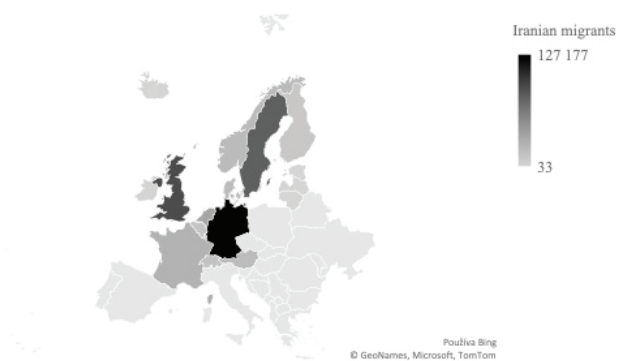 Iranian migrants
127 177
33
Používa Bing
© GeoNames, Microsoft, TomTom